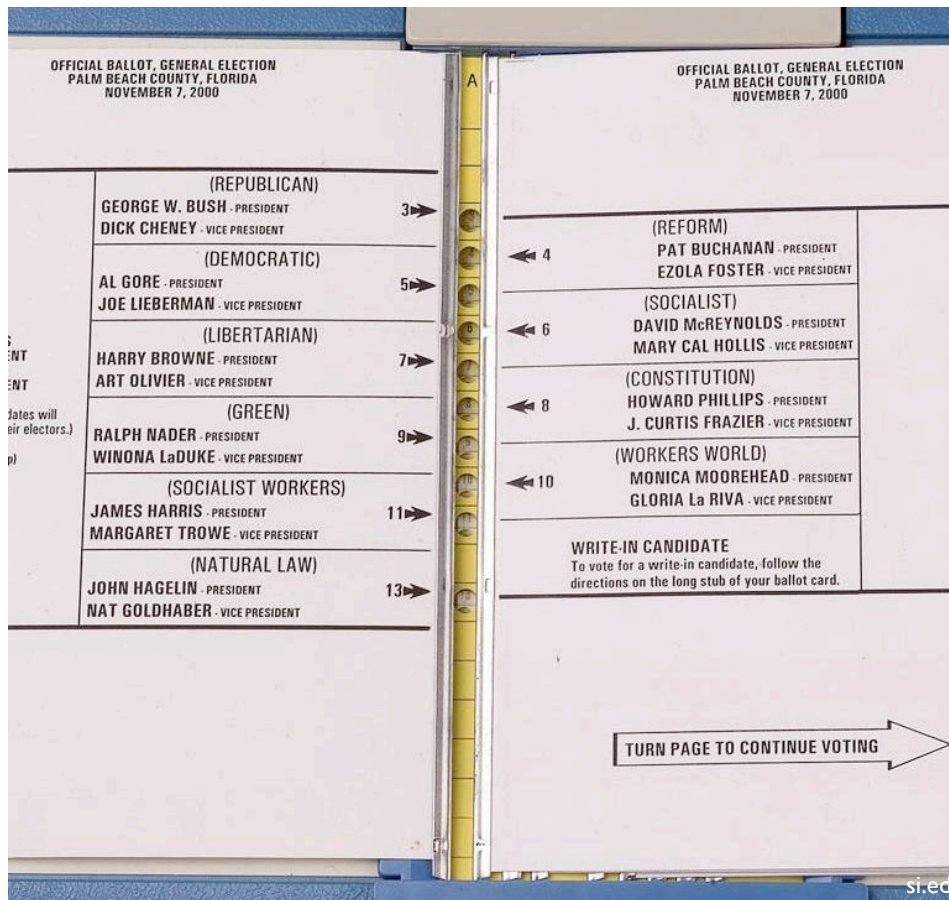 OFFICIAL BALLOT, GENERAL ELECTION
PALM BEACH COUNTY, FLORIDA
NOVEMBER 7, 2000
(REPUBLICAN)
GEORGE W. BUSH - PRESIDENT
DICK CHENEY - VICE PRESIDENT
3
(DEMOCRATIC)
AL GORE - PRESIDENT
JOE LIEBERMAN - VICE PRESIDENT
5
(LIBERTARIAN)
HARRY BROWNE - PRESIDENT
ART OLIVIER - VICE PRESIDENT
7
(GREEN)
RALPH NADER - PRESIDENT
WINONA LaDUKE - VICE PRESIDENT
9
(SOCIALIST WORKERS)
JAMES HARRIS - PRESIDENT
MARGARET TROWE - VICE PRESIDENT
11
(NATURAL LAW)
JOHN HAGELIN - PRESIDENT
NAT GOLDHABER - VICE PRESIDENT
13
A
OFFICIAL BALLOT, GENERAL ELECTION
PALM BEACH COUNTY, FLORIDA
NOVEMBER 7, 2000
(REFORM)
4
PAT BUCHANAN - PRESIDENT
EZOLA FOSTER - VICE PRESIDENT
(SOCIALIST)
6
DAVID McREYNOLDS - PRESIDENT
MARY CAL HOLLIS - VICE PRESIDENT
(CONSTITUTION)
8
HOWARD PHILLIPS - PRESIDENT
J. CURTIS FRAZIER - VICE PRESIDENT
(WORKERS WORLD)
10
MONICA MOOREHEAD - PRESIDENT
GLORIA La RIVA - VICE PRESIDENT
WRITE-IN CANDIDATE
To vote for a write-in candidate, follow the
directions on the long stub of your ballot card.
TURN PAGE TO CONTINUE VOTING